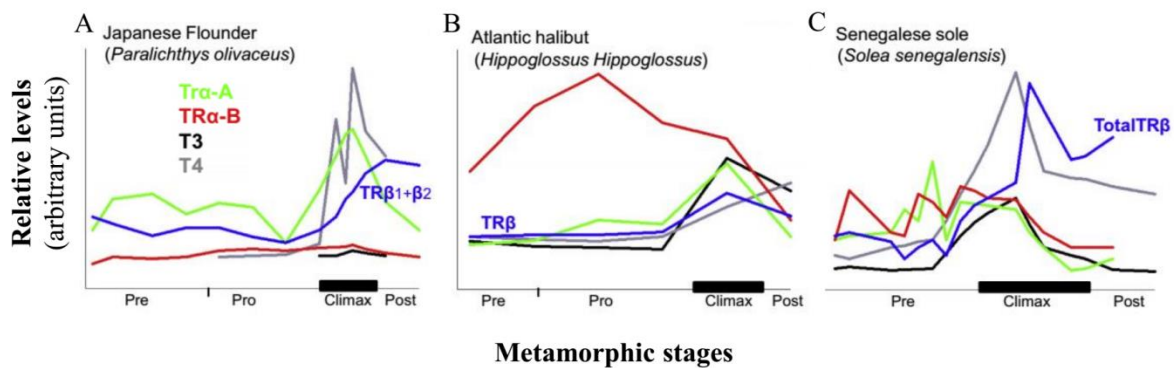 A
Japanese Flounder
(Paralichthys olivaceus)
Trα-A
TRα-B
T3
T4
TRβ1+β2
Pre
Pro
Climax
Post
B
Atlantic halibut
(Hippoglossus Hippoglossus)
TRβ
Pre
Pro
Climax
Post
C
Senegalese sole
(Solea senegalensis)
TotalTRβ
Pre
Climax
Post
Relative levels
(arbitrary units)
Metamorphic stages